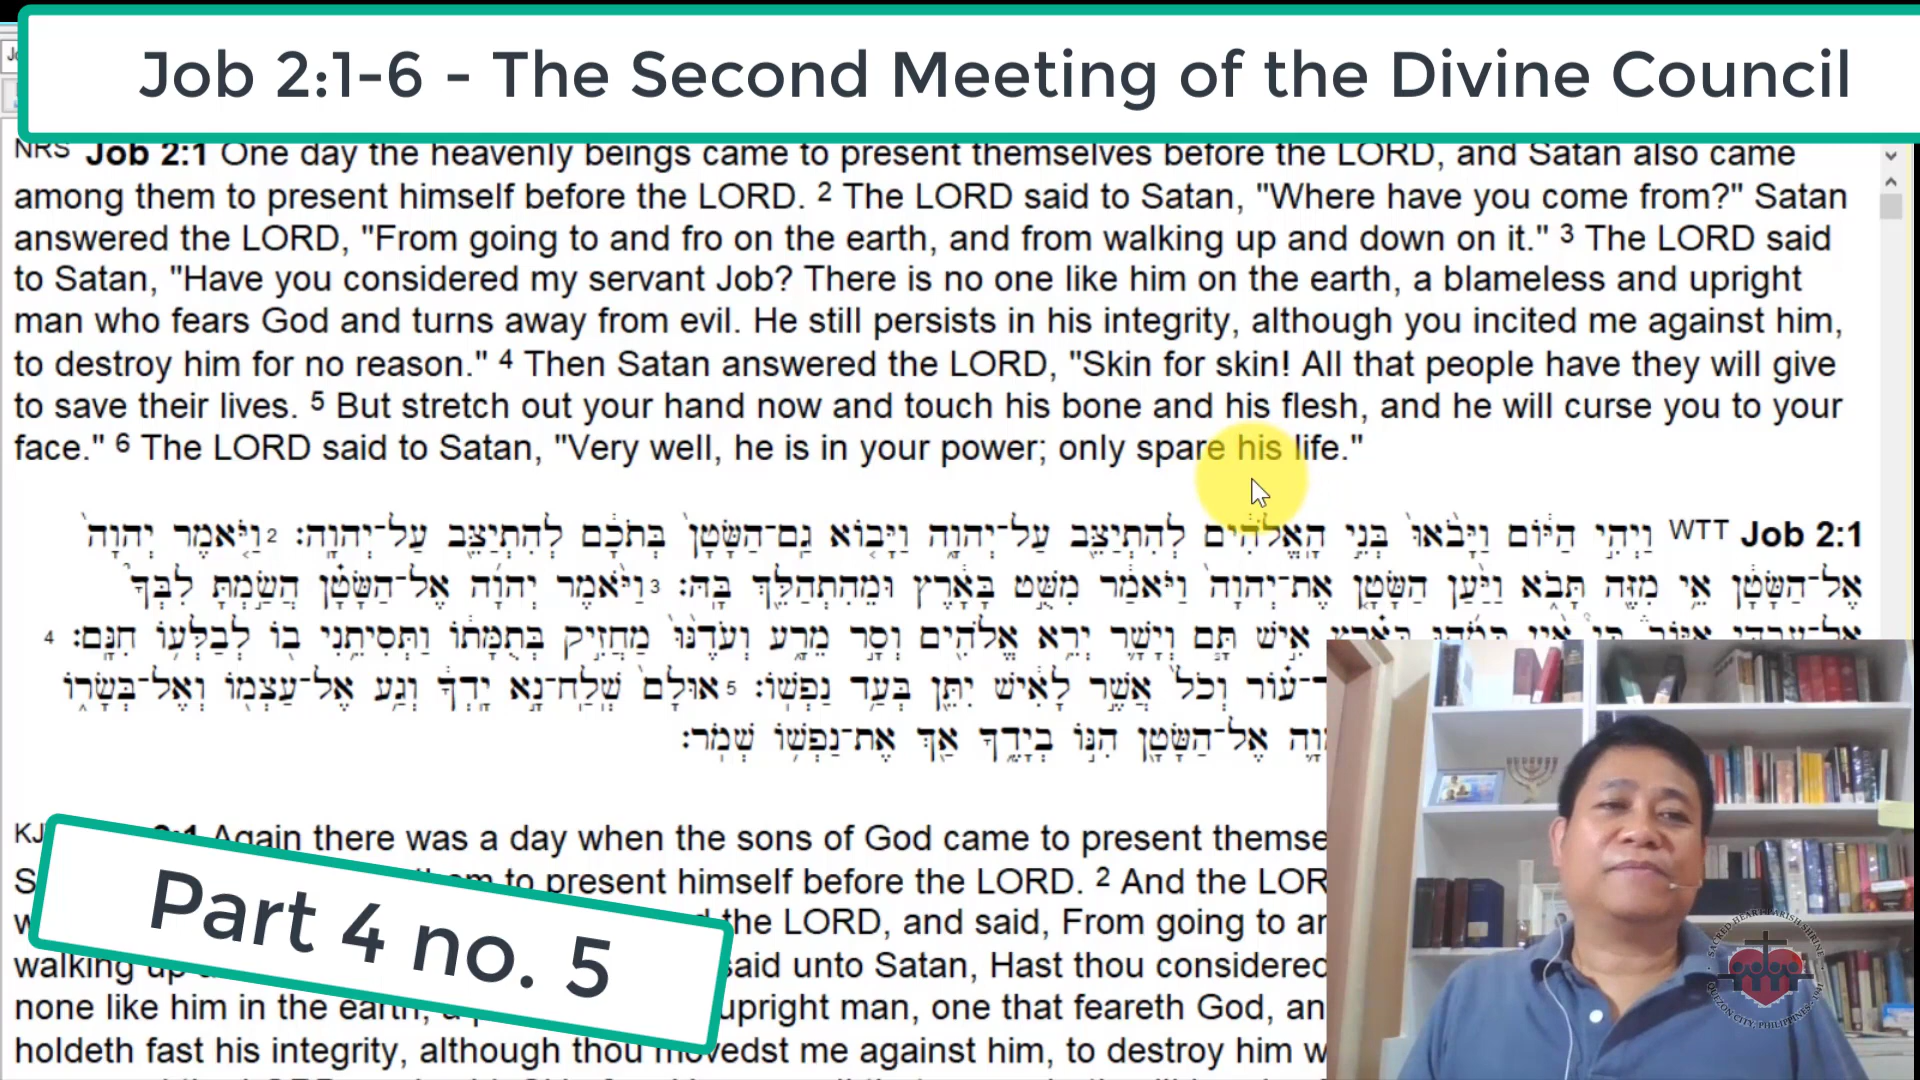 Job 2:1-6 - The Second Meeting of the Divine Council
NRS Job 2:1 One day the heavenly beings came to present themselves before the LORD, and Satan also came
among them to present himself before the LORD. 2 The LORD said to Satan, "Where have you come from?" Satan
answered the LORD, "From going to and fro on the earth, and from walking up and down on it." 3 The LORD said
to Satan, "Have you considered my servant Job? There is no one like him on the earth, a blameless and upright
man who fears God and turns away from evil. He still persists in his integrity, although you incited me against him,
to destroy him for no reason." 4 Then Satan answered the LORD, "Skin for skin! All that people have they will give
to save their lives. 5 But stretch out your hand now and touch his bone and his flesh, and he will curse you to your
face." 6 The LORD said to Satan, "Very well, he is in your power; only spare his life."
WTT Job 2:1 וַיְהִ֣י הַיּ֔וֹם וַיָּבֹ֙אוּ֙ בְּנֵ֣י הָֽאֱלֹהִ֔ים לְהִתְיַצֵּ֖ב עַל־יְהוָ֑ה וַיָּב֤וֹא גַֽם־הַשָּׂטָן֙ בְּתֹכָ֔ם לְהִתְיַצֵּ֖ב עַל־יְהוָֽה׃ 2 וַיֹּ֤אמֶר יְהוָה֙
אֶל־הַשָּׂטָ֔ן אֵ֥י מִזֶּ֖ה תָּבֹ֑א וַיַּ֨עַן הַשָּׂטָ֤ן אֶת־יְהוָה֙ וַיֹּאמַ֔ר מִשֻּׁ֣ט בָּאָ֔רֶץ וּמֵהִתְהַלֵּ֖ךְ בָּֽהּ׃ 3 וַיֹּ֨אמֶר יְהוָ֜ה אֶל־הַשָּׂטָ֗ן הֲשַׂ֣מְתָּ לִבְּךָ֮
אִ֣ישׁ תָּ֧ם וְיָשָׁ֛ר יְרֵ֥א אֱלֹהִ֖ים וְסָ֣ר מֵרָ֑ע וְעֹדֶ֙נּוּ֙ מַחֲזִ֣יק בְּתֻמָּת֔וֹ וַתְּסִיתֵ֥נִי ב֖וֹ לְבַלְּע֥וֹ חִנָּֽם׃ 4
ע֗וֹר וְכֹל֙ אֲשֶׁ֣ר לָאִ֔ישׁ יִתֵּ֖ן בְּעַ֥ד נַפְשֽׁוֹ׃ 5 אוּלָם֙ שְֽׁלַֽח־נָ֣א יָֽדְךָ֔ וְגַ֥ע אֶל־עַצְמ֖וֹ וְאֶל־בְּשָׂר֑וֹ
אֶל־הַשָּׂטָ֖ן הִנּ֣וֹ בְיָדֶ֑ךָ אַ֖ךְ אֶת־נַפְשׁ֥וֹ שְׁמֹֽר׃
KJ 2:1 Again there was a day when the sons of God came to present themse
them to present himself before the LORD. 2 And the LOR
the LORD, and said, From going to an
walking up said unto Satan, Hast thou considered
none like him in the earth, upright man, one that feareth God, an
holdeth fast his integrity, although thou movedst me against him, to destroy him w
Part 4 no. 5
SACRED HEART PARISH SHRINE
QUEZON CITY, PHILIPPINES - 1941